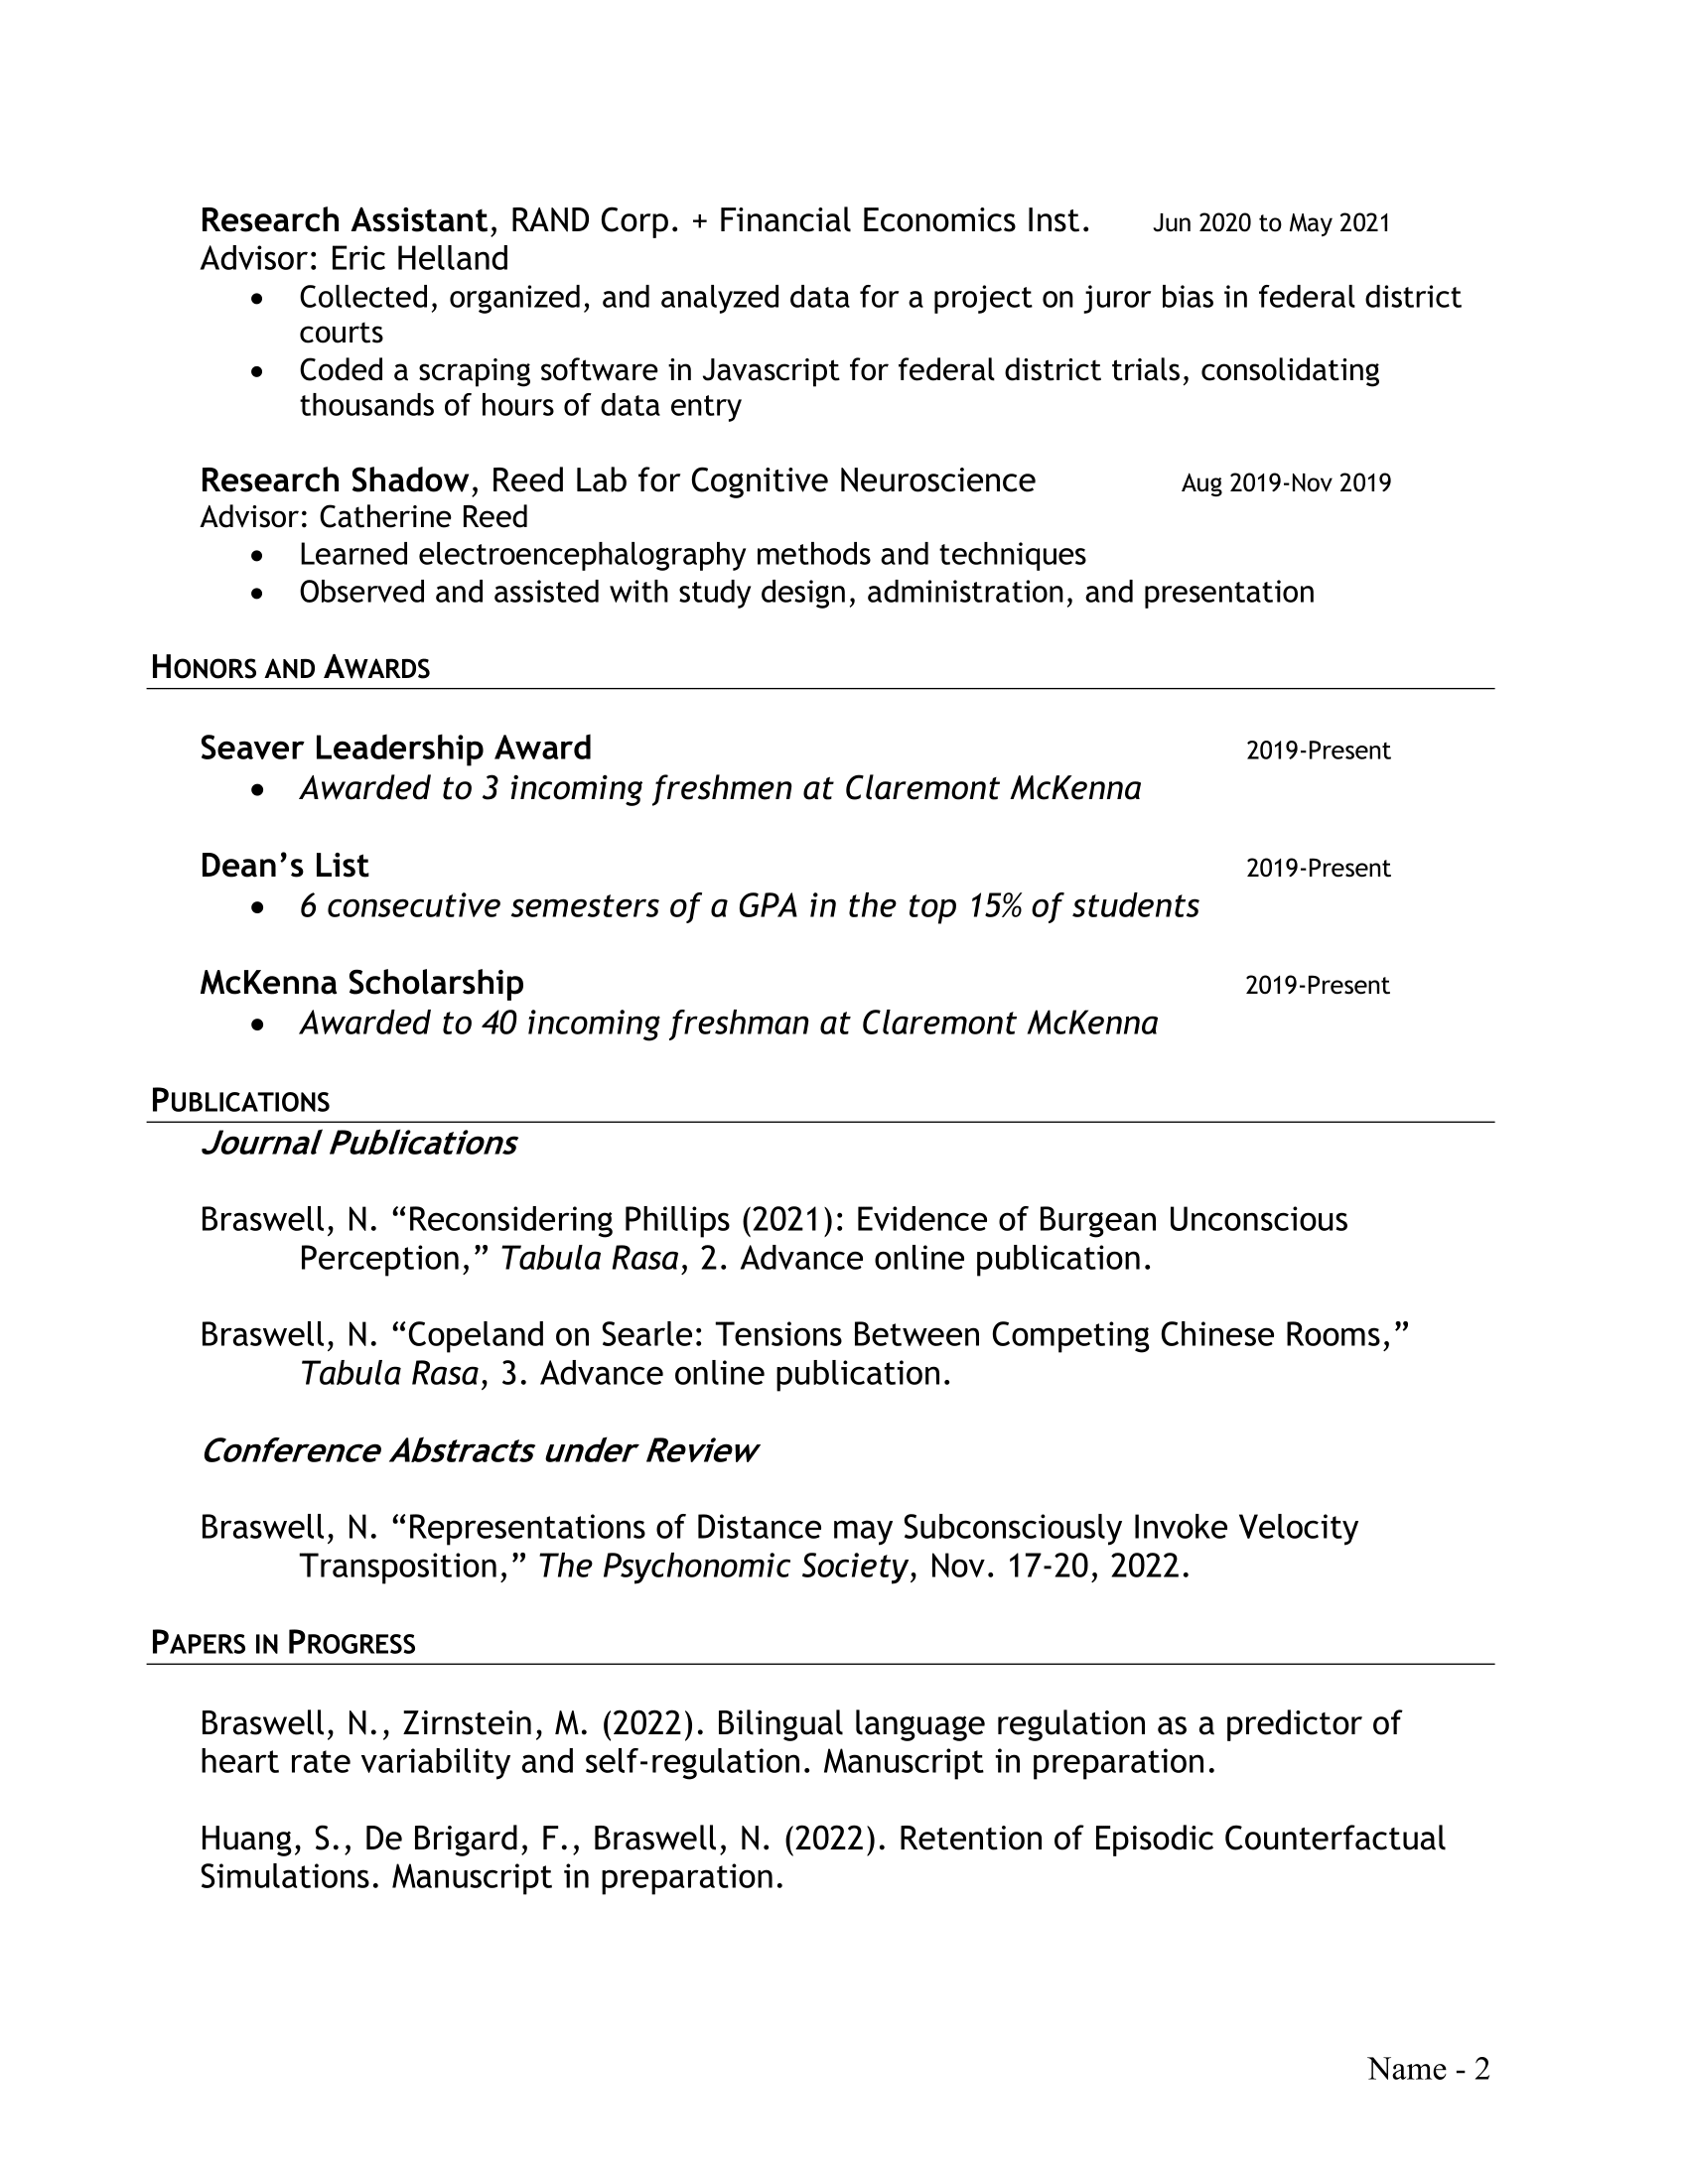 Research Assistant, RAND Corp. + Financial Economics Inst. Jun 2020 to May 2021
Advisor: Eric Helland
• Collected, organized, and analyzed data for a project on juror bias in federal district
courts
• Coded a scraping software in Javascript for federal district trials, consolidating
thousands of hours of data entry
Research Shadow, Reed Lab for Cognitive Neuroscience Aug 2019-Nov 2019
Advisor: Catherine Reed
• Learned electroencephalography methods and techniques
• Observed and assisted with study design, administration, and presentation
HONORS AND AWARDS
Seaver Leadership Award 2019-Present
• Awarded to 3 incoming freshmen at Claremont McKenna
Dean’s List 2019-Present
• 6 consecutive semesters of a GPA in the top 15% of students
McKenna Scholarship 2019-Present
• Awarded to 40 incoming freshman at Claremont McKenna
PUBLICATIONS
Journal Publications
Braswell, N. “Reconsidering Phillips (2021): Evidence of Burgean Unconscious
Perception,” Tabula Rasa, 2. Advance online publication.
Braswell, N. “Copeland on Searle: Tensions Between Competing Chinese Rooms,”
Tabula Rasa, 3. Advance online publication.
Conference Abstracts under Review
Braswell, N. “Representations of Distance may Subconsciously Invoke Velocity
Transposition,” The Psychonomic Society, Nov. 17-20, 2022.
PAPERS IN PROGRESS
Braswell, N., Zirnstein, M. (2022). Bilingual language regulation as a predictor of
heart rate variability and self-regulation. Manuscript in preparation.
Huang, S., De Brigard, F., Braswell, N. (2022). Retention of Episodic Counterfactual
Simulations. Manuscript in preparation.
Name - 2